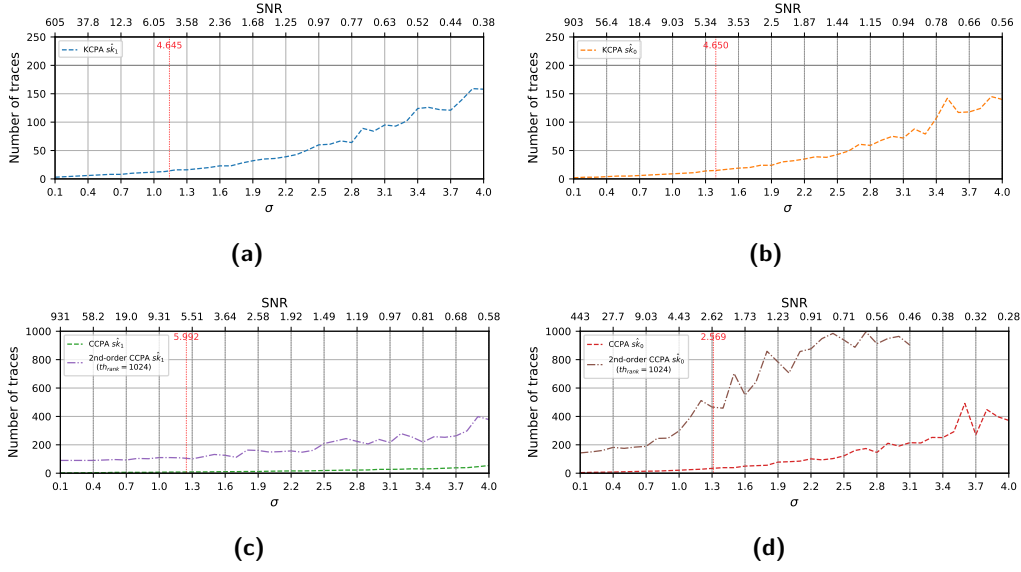 SNR
605 37.8 12.3 6.05 3.58 2.36 1.68 1.25 0.97 0.77 0.63 0.52 0.44 0.38
250
200
150
100
50
0
Number of traces
KCPA sk̂₁
4.645
0.1 0.4 0.7 1.0 1.3 1.6 1.9 2.2 2.5 2.8 3.1 3.4 3.7 4.0
σ
(a)
SNR
903 56.4 18.4 9.03 5.34 3.53 2.5 1.87 1.44 1.15 0.94 0.78 0.66 0.56
250
200
150
100
50
0
Number of traces
KCPA sk̂₀
4.650
0.1 0.4 0.7 1.0 1.3 1.6 1.9 2.2 2.5 2.8 3.1 3.4 3.7 4.0
σ
(b)
SNR
931 58.2 19.0 9.31 5.51 3.64 2.58 1.92 1.49 1.19 0.97 0.81 0.68 0.58
1000
800
600
400
200
0
Number of traces
CCPA sk̂₁
2nd-order CCPA sk̂₁
(th_rank = 1024)
5.992
0.1 0.4 0.7 1.0 1.3 1.6 1.9 2.2 2.5 2.8 3.1 3.4 3.7 4.0
σ
(c)
SNR
443 27.7 9.03 4.43 2.62 1.73 1.23 0.91 0.71 0.56 0.46 0.38 0.32 0.28
1000
800
600
400
200
0
Number of traces
CCPA sk̂₀
2nd-order CCPA sk̂₀
(th_rank = 1024)
2.569
0.1 0.4 0.7 1.0 1.3 1.6 1.9 2.2 2.5 2.8 3.1 3.4 3.7 4.0
σ
(d)